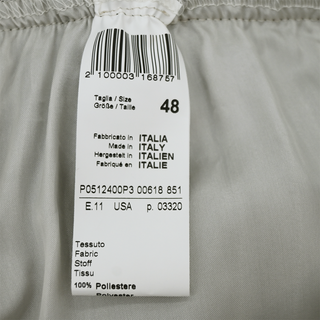 2 100003 168757
Taglia / Size
Größe / Taille
48
Fabbricato in ITALIA
Made in ITALY
Hergestellt in ITALIEN
Fabriqué en ITALIE
P0512400P3 00618 851
E.11 USA p. 03320
Tessuto
Fabric
Stoff
Tissu
100% Poliestere
Polyester